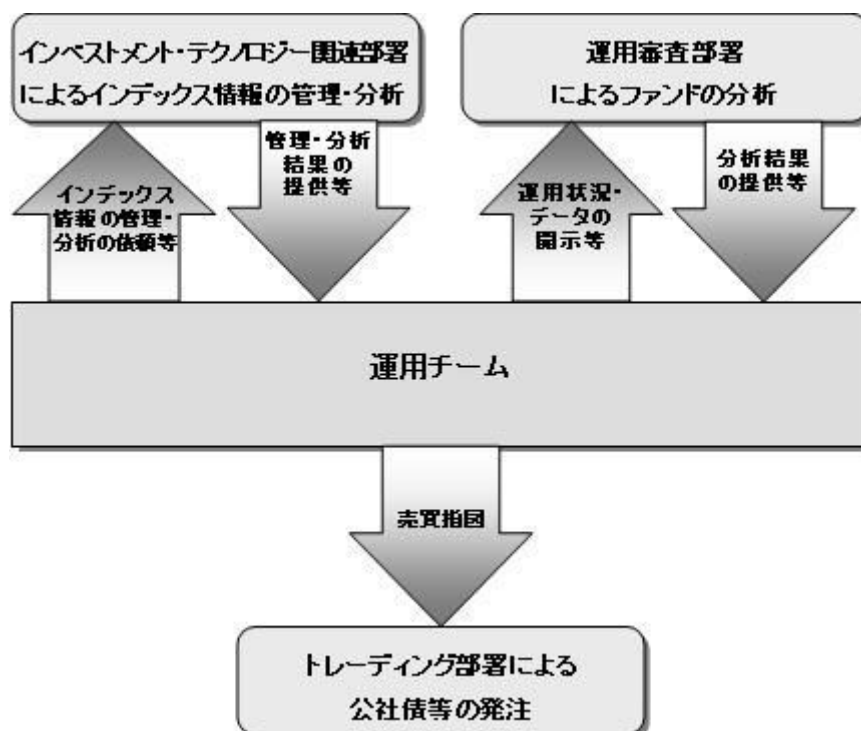 インベストメント・テクノロジー関連部署
によるインデックス情報の管理・分析
運用審査部署
によるファンドの分析
インデックス
情報の管理・
分析の依頼等
管理・分析
結果の
提供等
運用状況・
データの
開示等
分析結果
の提供等
運用チーム
売買指図
トレーディング部署による
公社債等の発注